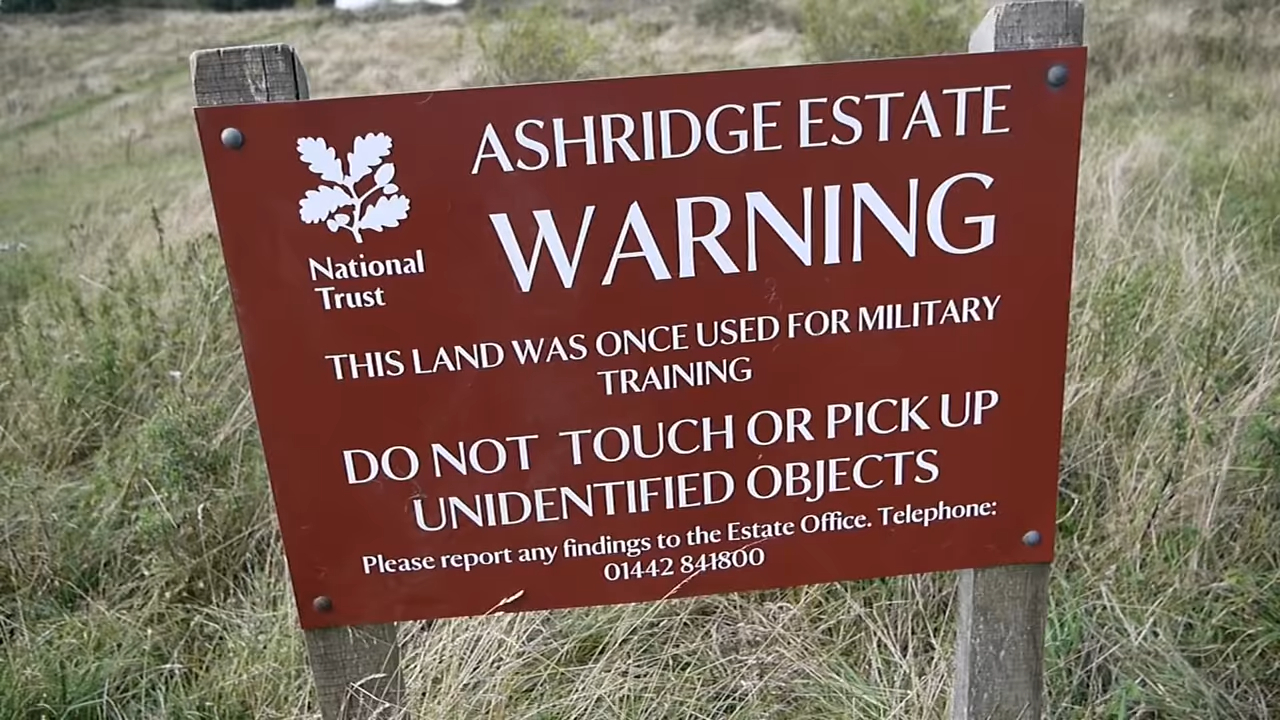 ASHRIDGE ESTATE
WARNING
National
Trust
THIS LAND WAS ONCE USED FOR MILITARY
TRAINING
DO NOT TOUCH OR PICK UP
UNIDENTIFIED OBJECTS
Please report any findings to the Estate Office. Telephone:
01442 841800